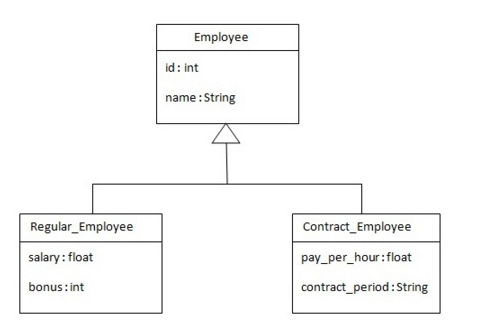 Employee
id : int
name : String
Regular_Employee
salary : float
bonus : int
Contract_Employee
pay_per_hour : float
contract_period : String